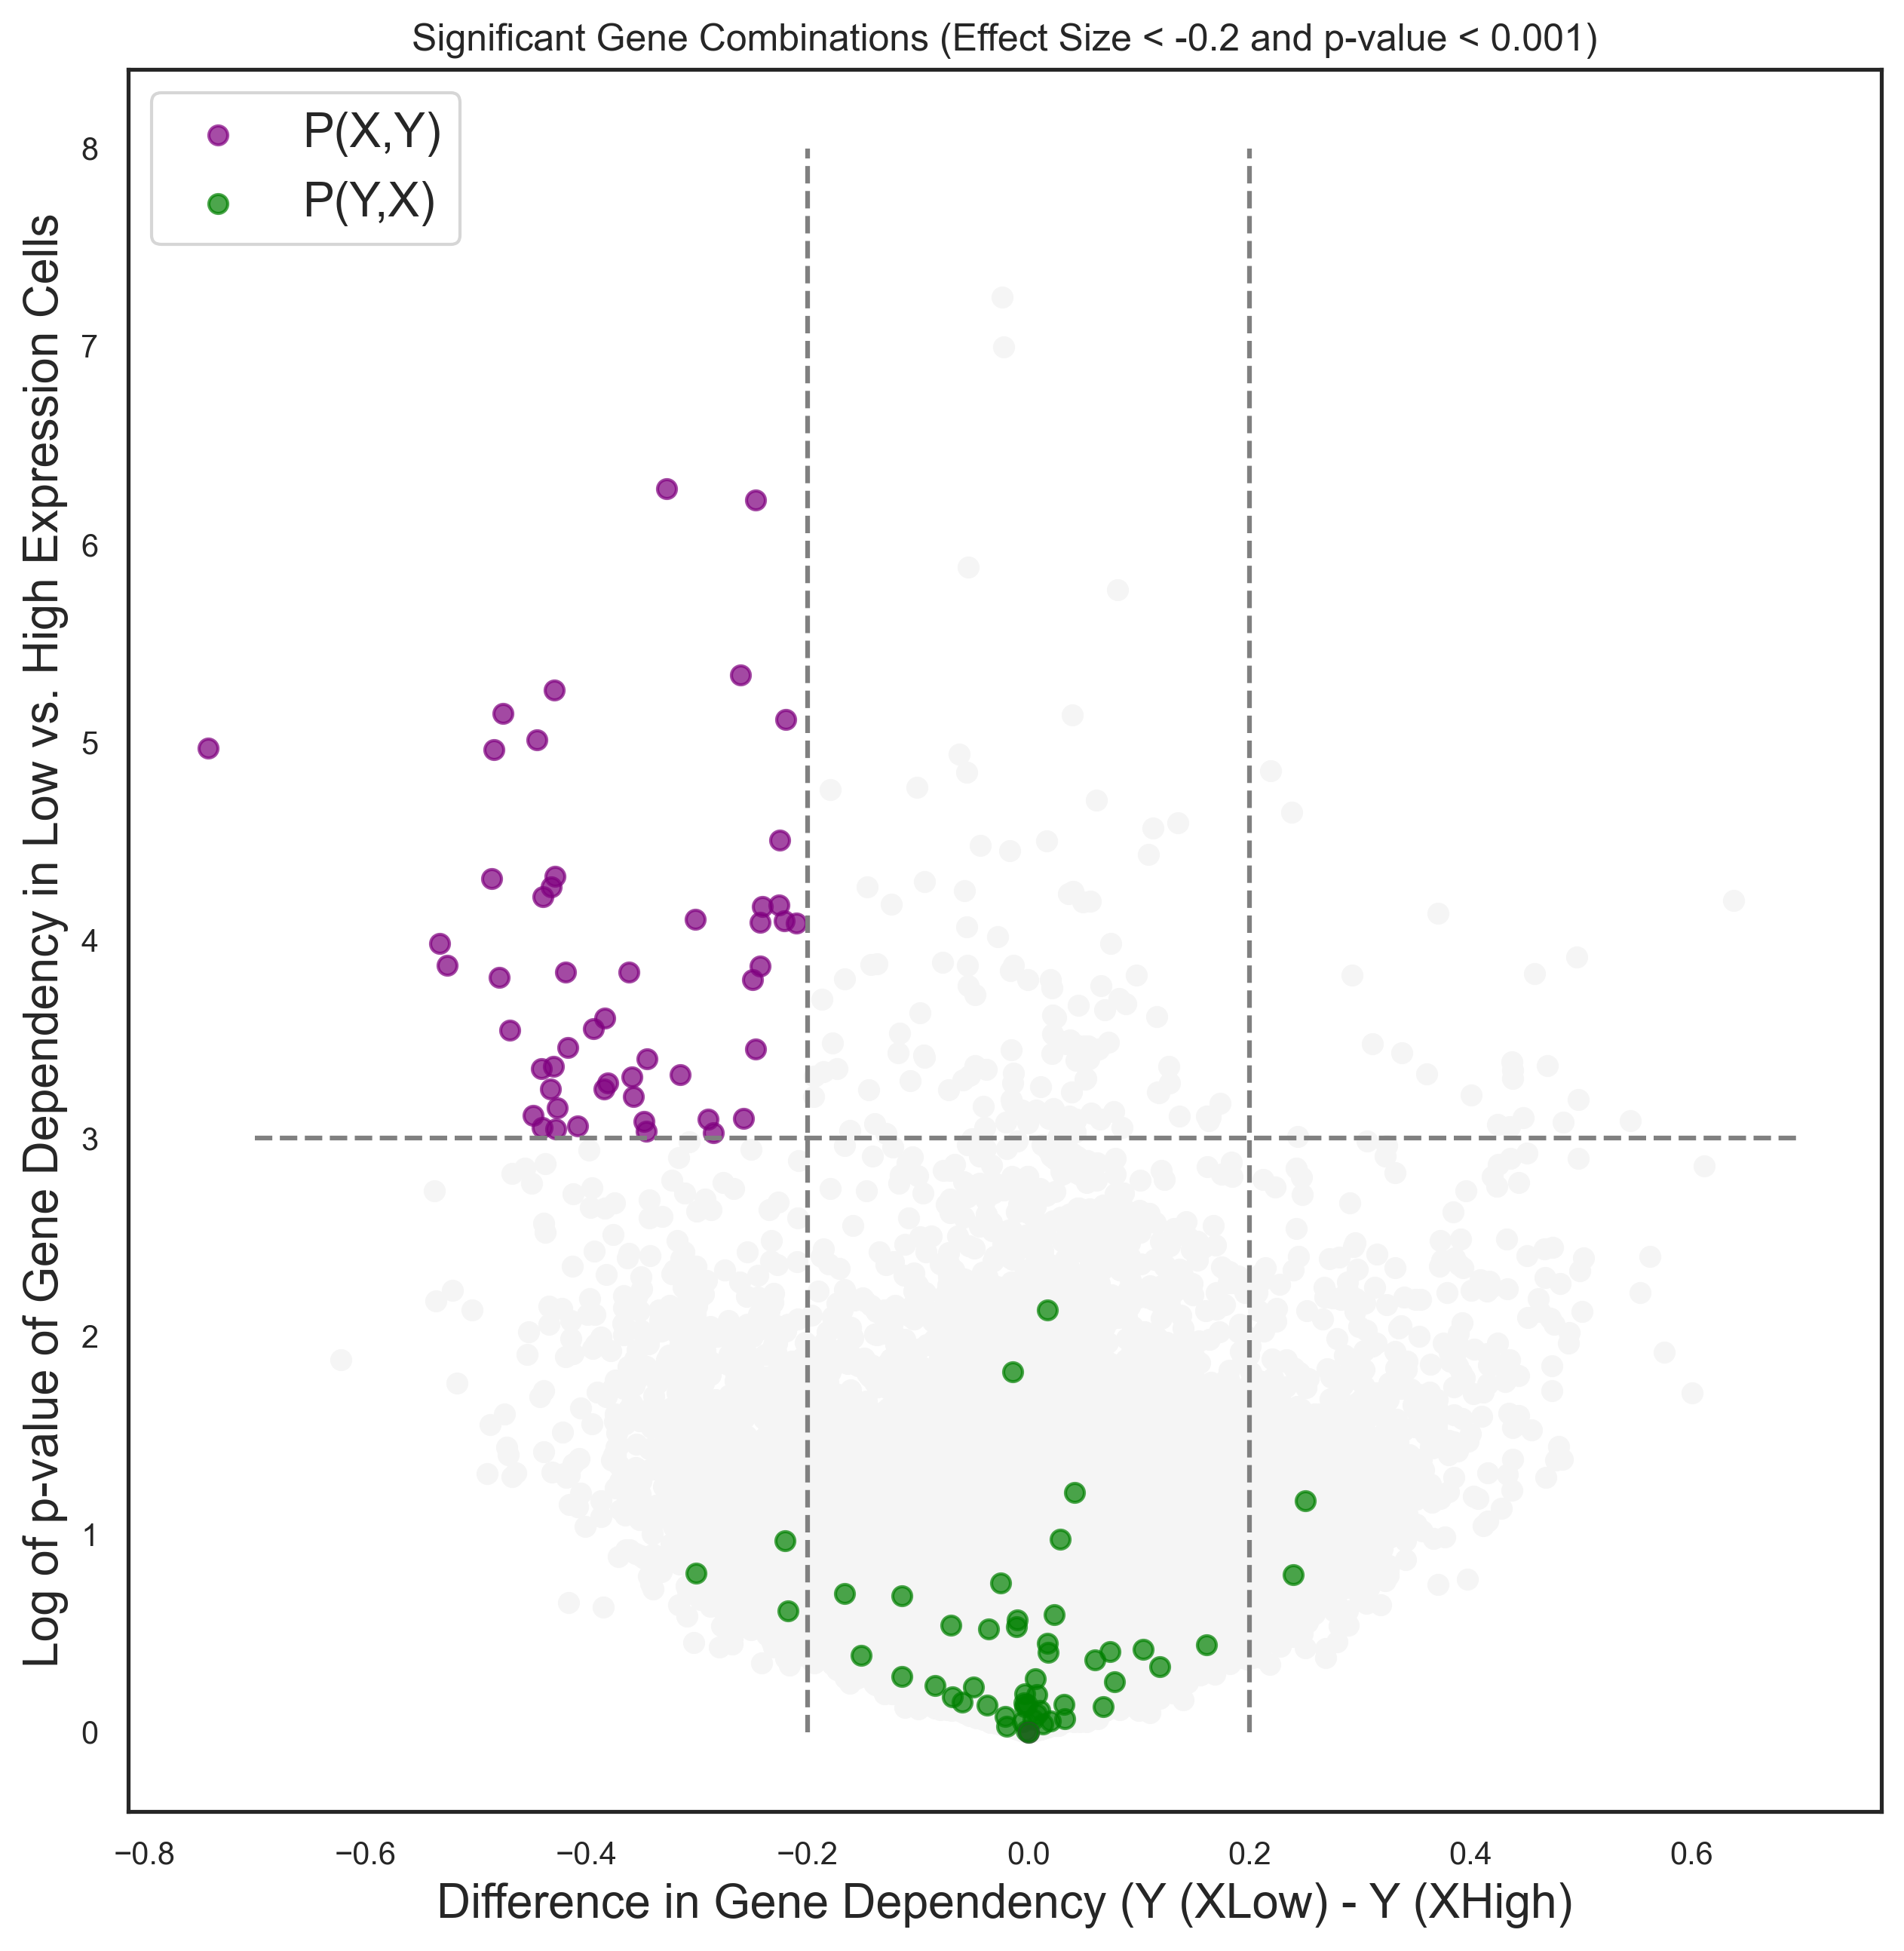 Significant Gene Combinations (Effect Size < -0.2 and p-value < 0.001)
P(X,Y)
P(Y,X)
Log of p-value of Gene Dependency in Low vs. High Expression Cells
8
7
6
5
4
3
2
1
0
−0.8 −0.6 −0.4 −0.2 0.0 0.2 0.4 0.6
Difference in Gene Dependency (Y (XLow) - Y (XHigh)